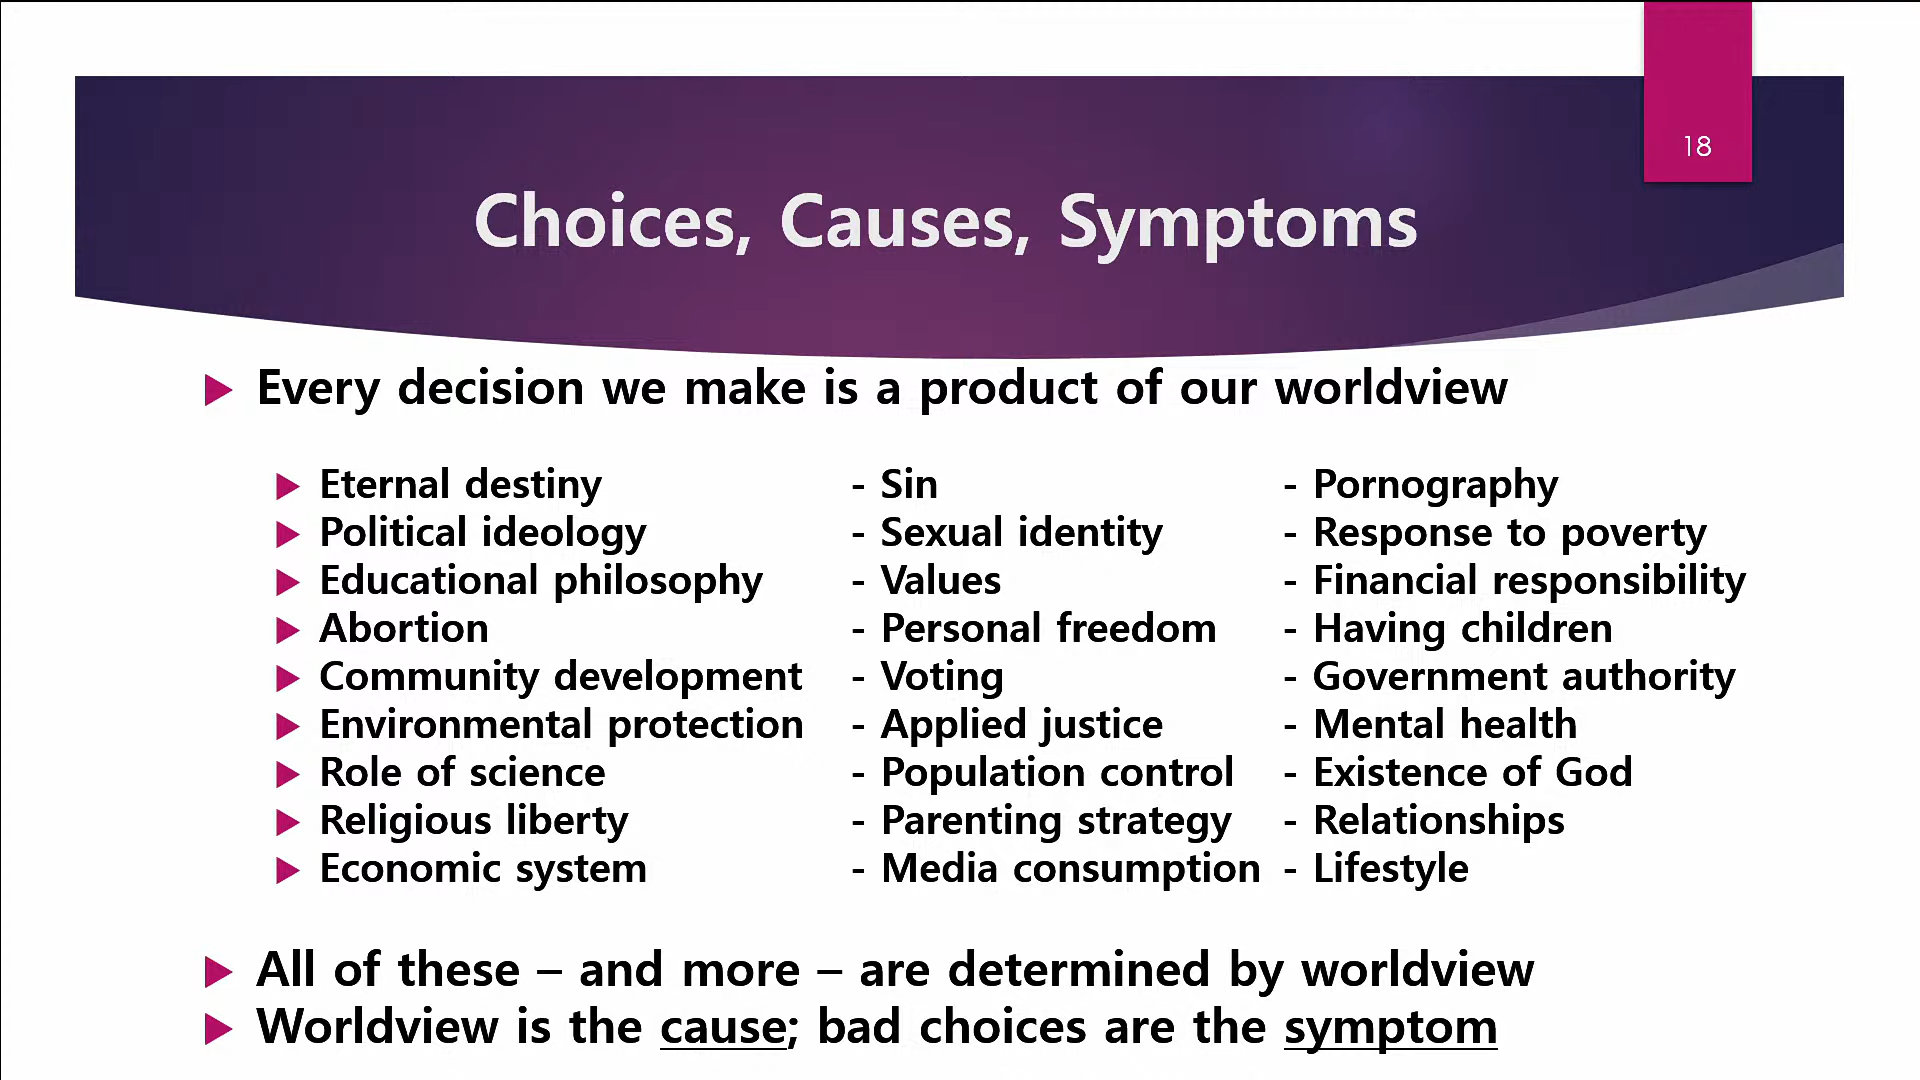 18
Choices, Causes, Symptoms
Every decision we make is a product of our worldview
Eternal destiny - Sin - Pornography
Political ideology - Sexual identity - Response to poverty
Educational philosophy - Values - Financial responsibility
Abortion - Personal freedom - Having children
Community development - Voting - Government authority
Environmental protection - Applied justice - Mental health
Role of science - Population control - Existence of God
Religious liberty - Parenting strategy - Relationships
Economic system - Media consumption - Lifestyle
All of these – and more – are determined by worldview
Worldview is the cause; bad choices are the symptom